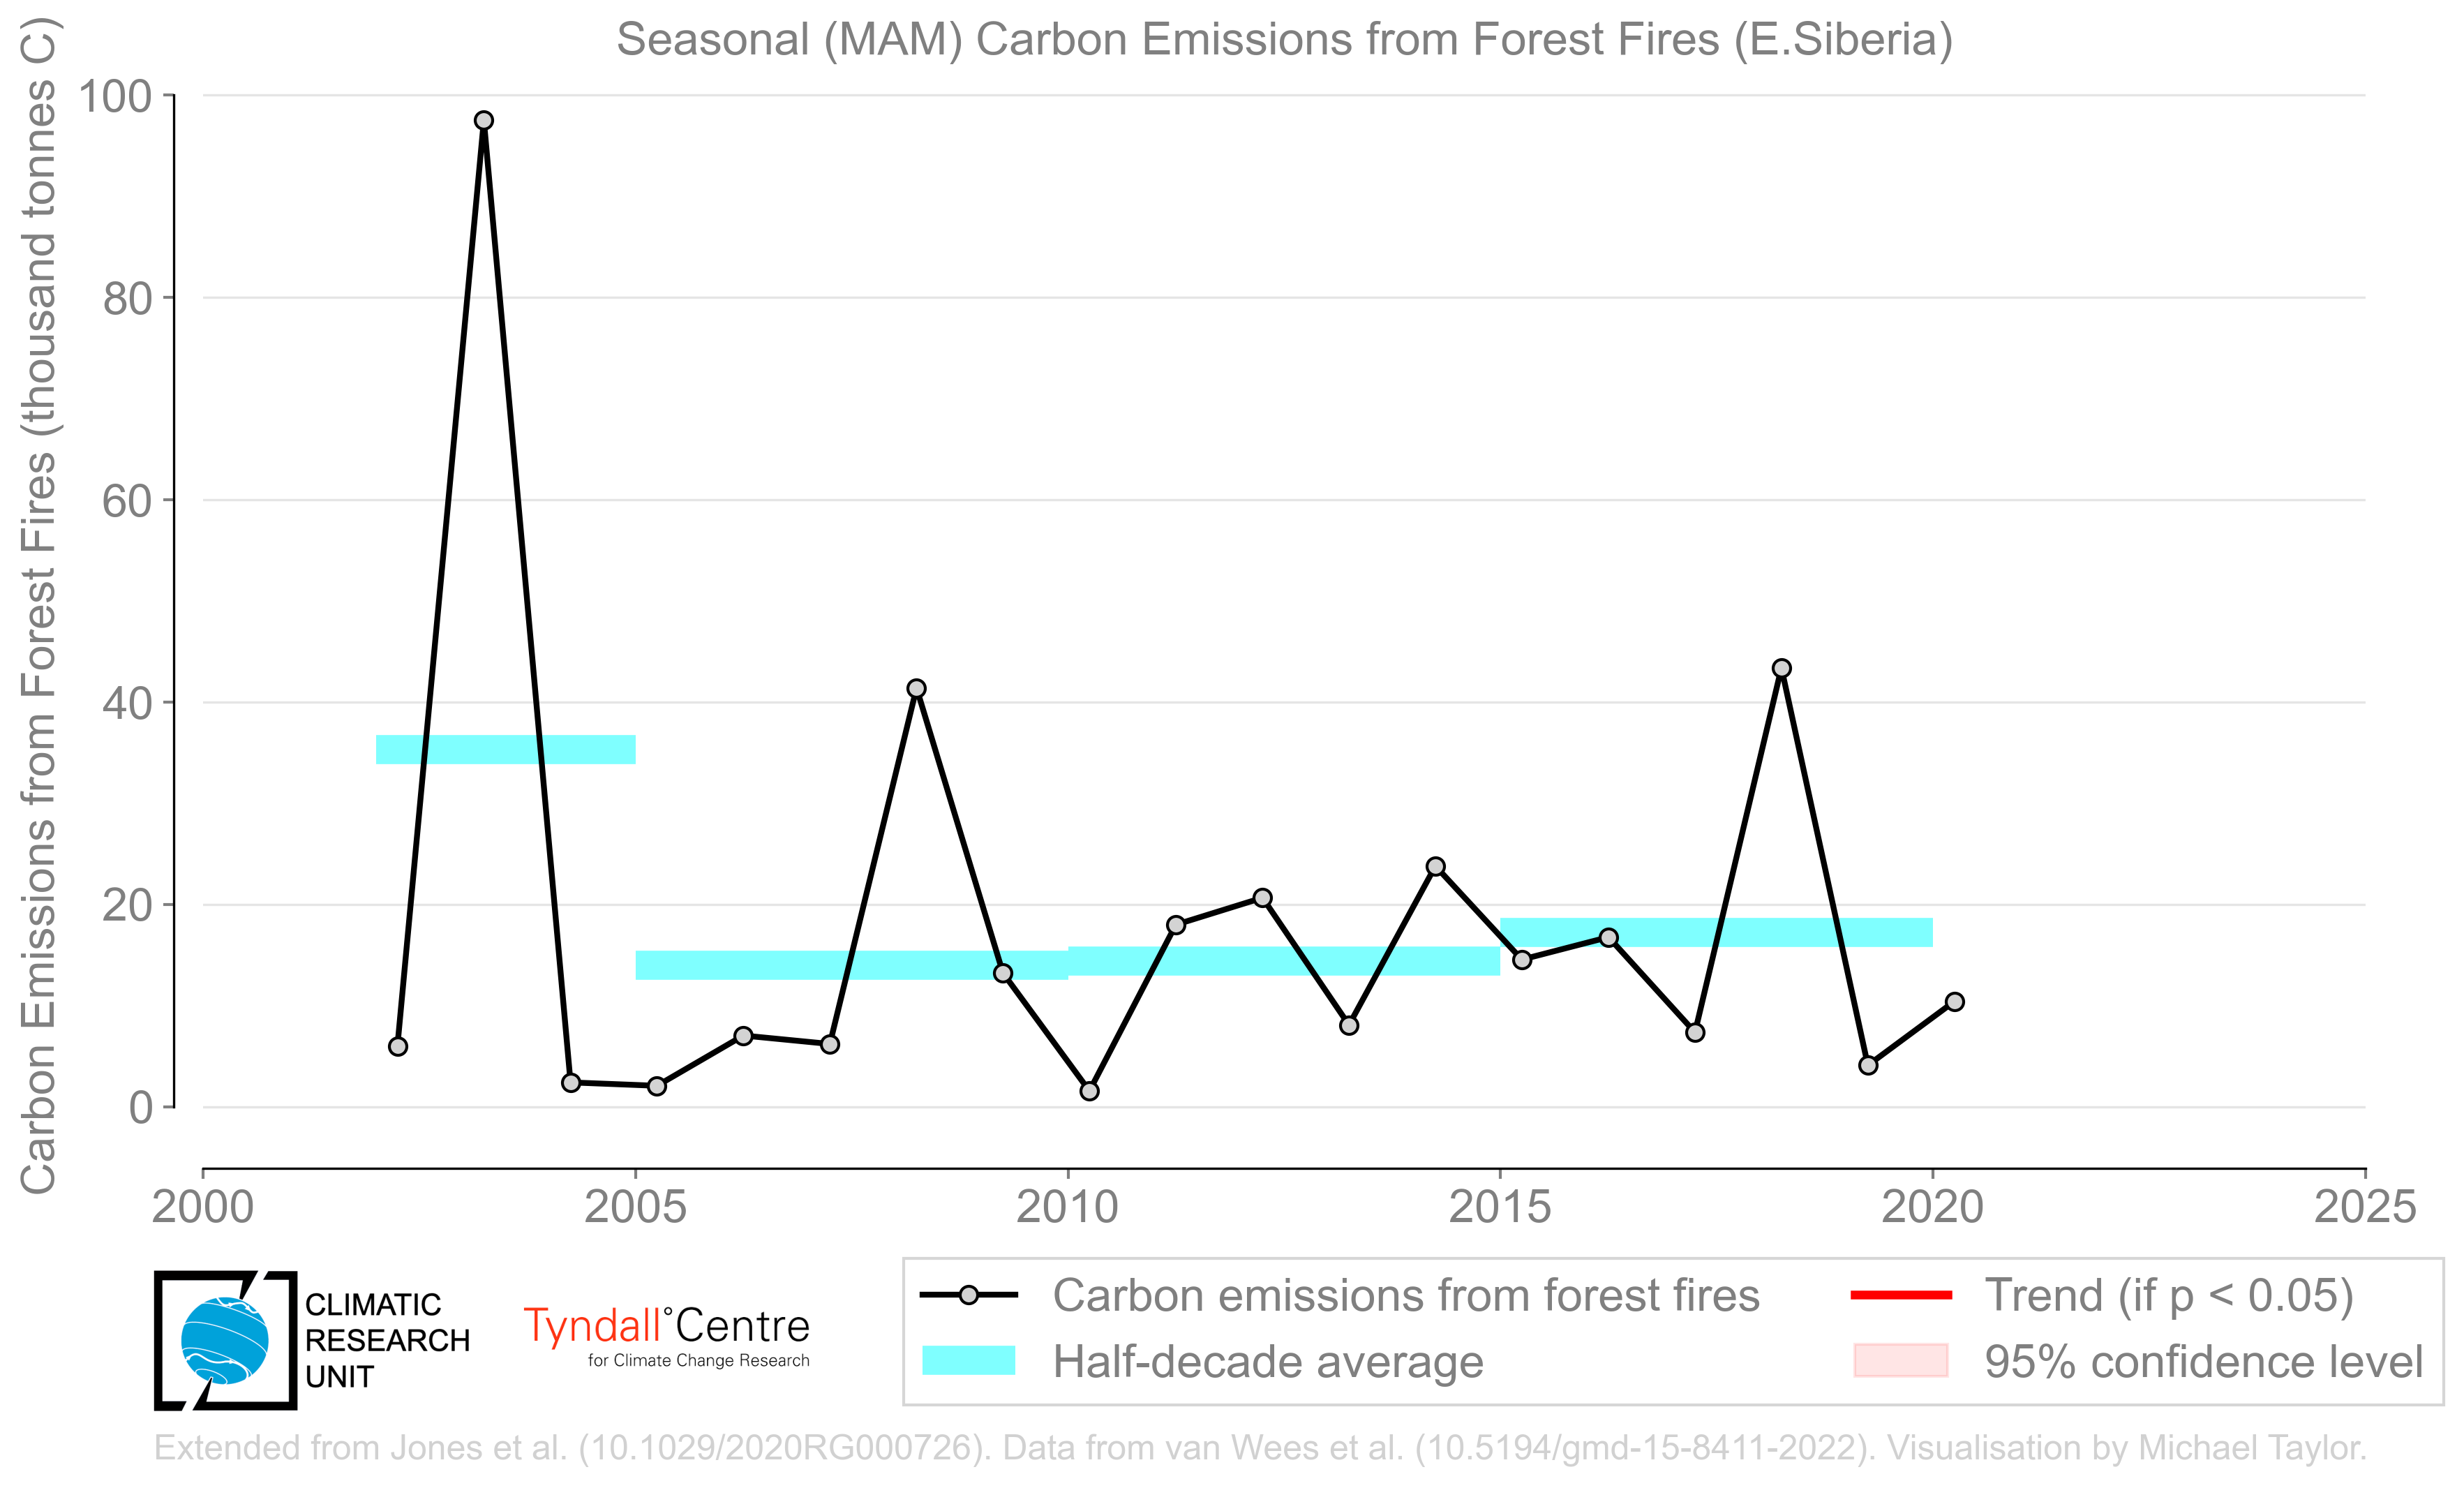 Seasonal (MAM) Carbon Emissions from Forest Fires (E.Siberia)
Carbon Emissions from Forest Fires (thousand tonnes C)
100
80
60
40
20
0
2000 2005 2010 2015 2020 2025
CLIMATIC
RESEARCH
UNIT
Tyndall°Centre
for Climate Change Research
Carbon emissions from forest fires
Half-decade average
Trend (if p < 0.05)
95% confidence level
Extended from Jones et al. (10.1029/2020RG000726). Data from van Wees et al. (10.5194/gmd-15-8411-2022). Visualisation by Michael Taylor.